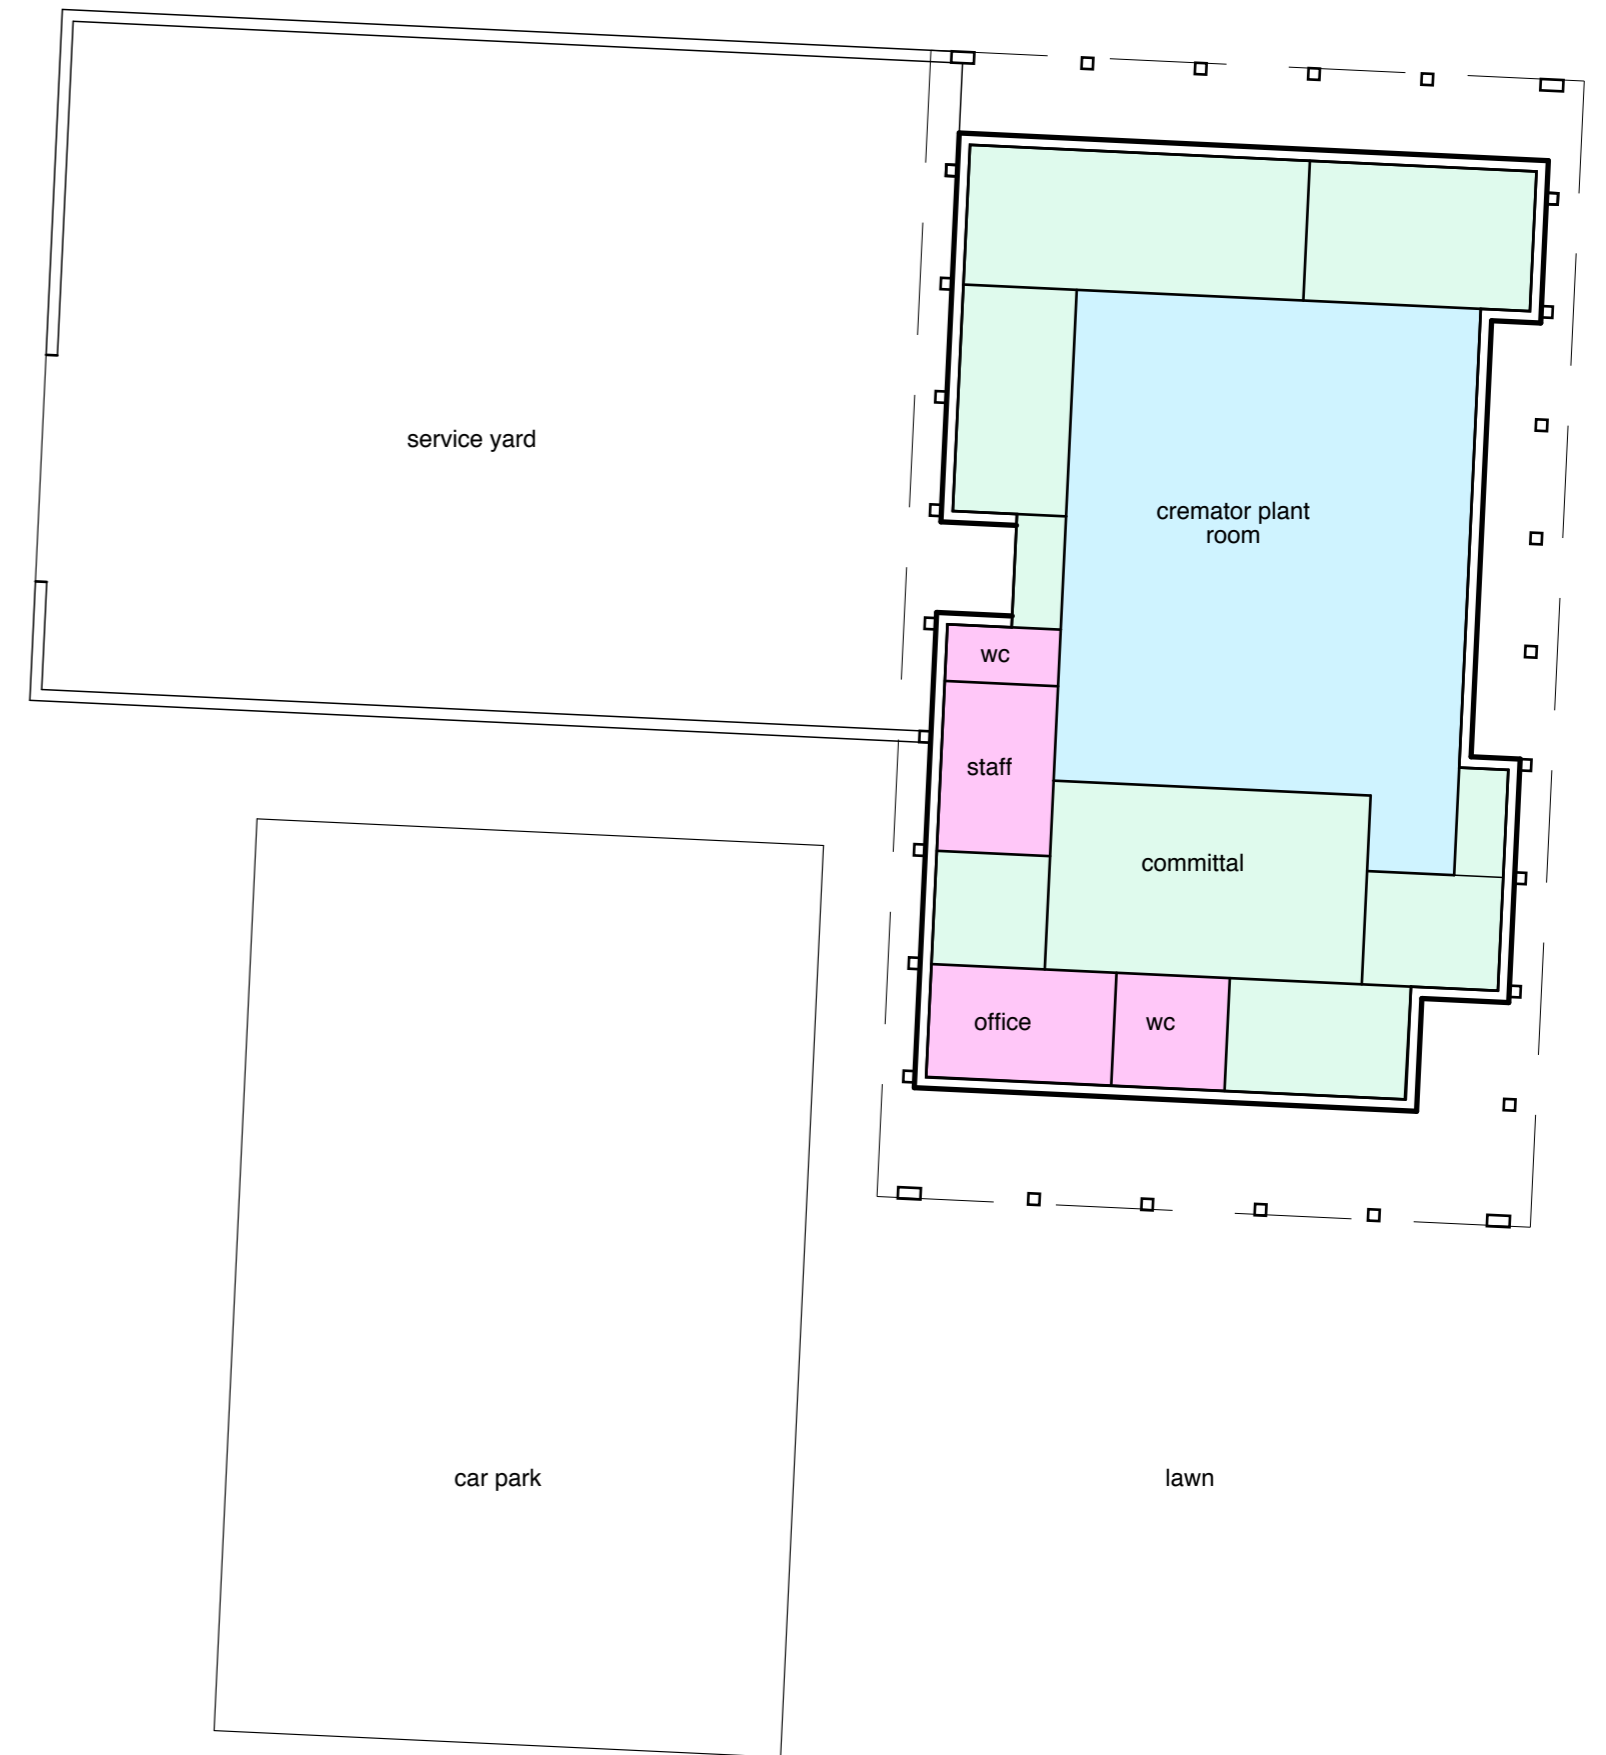 service yard
cremator plant
room
wc
staff
committal
office
wc
car park
lawn